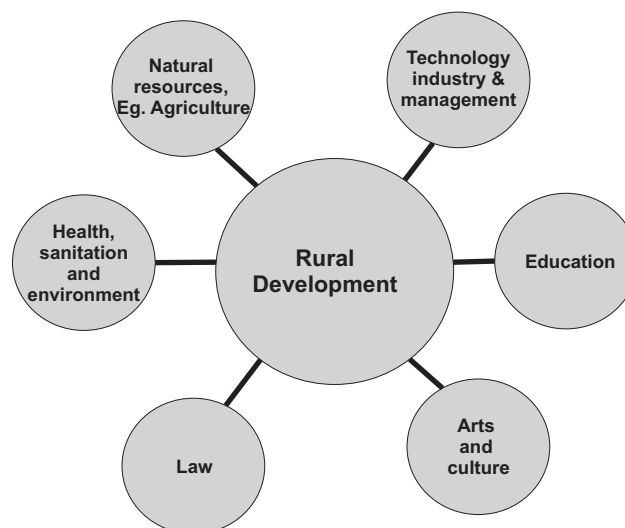 Natural
resources,
Eg. Agriculture
Technology
industry &
management
Health,
sanitation
and
environment
Rural
Development
Education
Law
Arts
and
culture